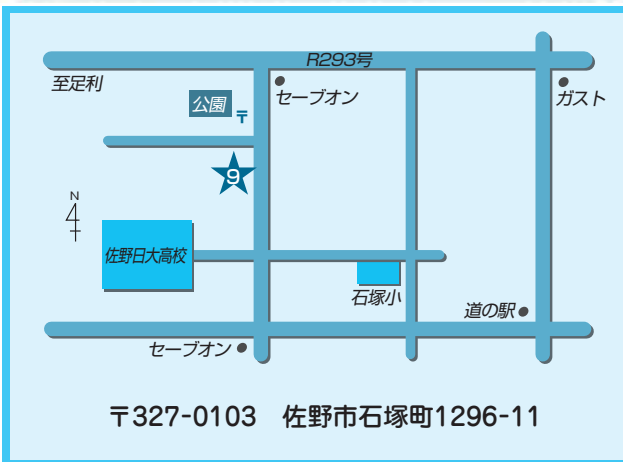 R293号
至足利
公園
〒
セーブオン
ガスト
9
N
佐野日大高校
石塚小
道の駅
セーブオン
〒327-0103 佐野市石塚町1296-11